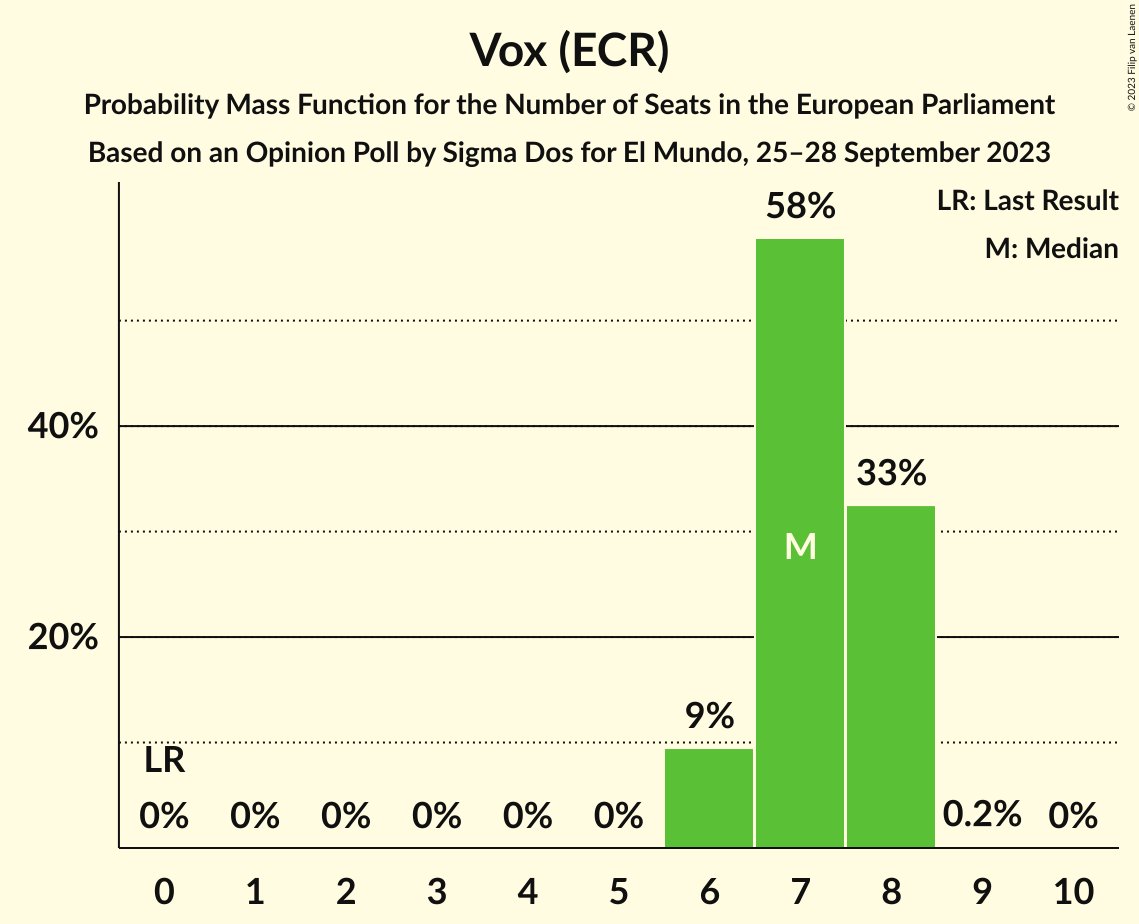 Vox (ECR)
Probability Mass Function for the Number of Seats in the European Parliament
Based on an Opinion Poll by Sigma Dos for El Mundo, 25–28 September 2023
© 2023 Filip van Laenen
LR: Last Result
M: Median
58%
40%
33%
M
20%
9%
LR
0% 0% 0% 0% 0% 0% 0.2% 0%
0 1 2 3 4 5 6 7 8 9 10